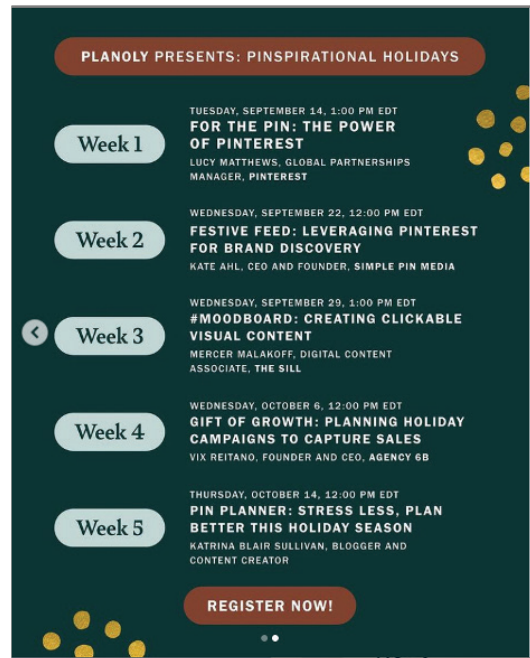 PLANOLY PRESENTS: PINSPIRATIONAL HOLIDAYS
Week 1
TUESDAY, SEPTEMBER 14, 1:00 PM EDT
FOR THE PIN: THE POWER
OF PINTEREST
LUCY MATTHEWS, GLOBAL PARTNERSHIPS
MANAGER, PINTEREST
Week 2
WEDNESDAY, SEPTEMBER 22, 12:00 PM EDT
FESTIVE FEED: LEVERAGING PINTEREST
FOR BRAND DISCOVERY
KATE AHL, CEO AND FOUNDER, SIMPLE PIN MEDIA
Week 3
WEDNESDAY, SEPTEMBER 29, 1:00 PM EDT
#MOODBOARD: CREATING CLICKABLE
VISUAL CONTENT
MERCER MALAKOFF, DIGITAL CONTENT
ASSOCIATE, THE SILL
Week 4
WEDNESDAY, OCTOBER 6, 12:00 PM EDT
GIFT OF GROWTH: PLANNING HOLIDAY
CAMPAIGNS TO CAPTURE SALES
VIX REITANO, FOUNDER AND CEO, AGENCY 6B
Week 5
THURSDAY, OCTOBER 14, 12:00 PM EDT
PIN PLANNER: STRESS LESS, PLAN
BETTER THIS HOLIDAY SEASON
KATRINA BLAIR SULLIVAN, BLOGGER AND
CONTENT CREATOR
REGISTER NOW!